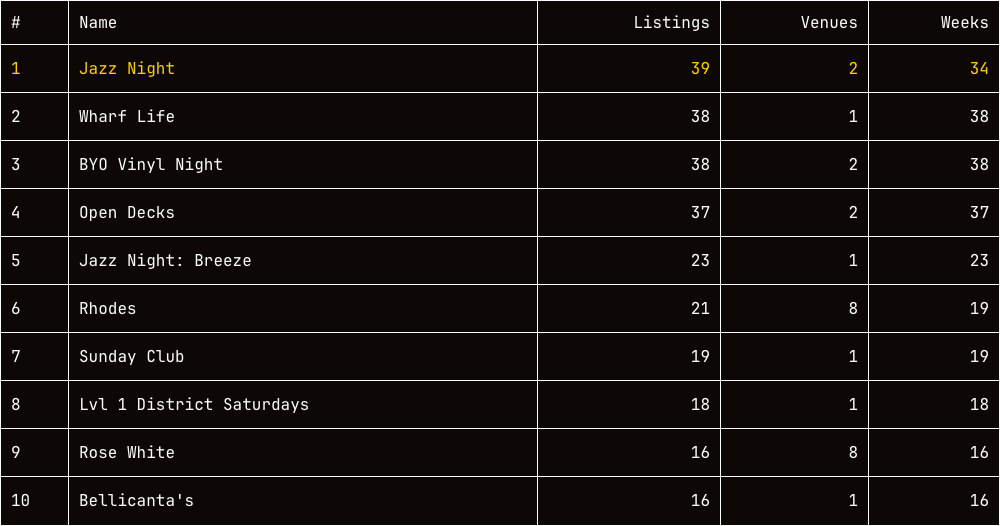 # Name Listings Venues Weeks
1 Jazz Night 39 2 34
2 Wharf Life 38 1 38
3 BYO Vinyl Night 38 2 38
4 Open Decks 37 2 37
5 Jazz Night: Breeze 23 1 23
6 Rhodes 21 8 19
7 Sunday Club 19 1 19
8 Lvl 1 District Saturdays 18 1 18
9 Rose White 16 8 16
10 Bellicanta's 16 1 16